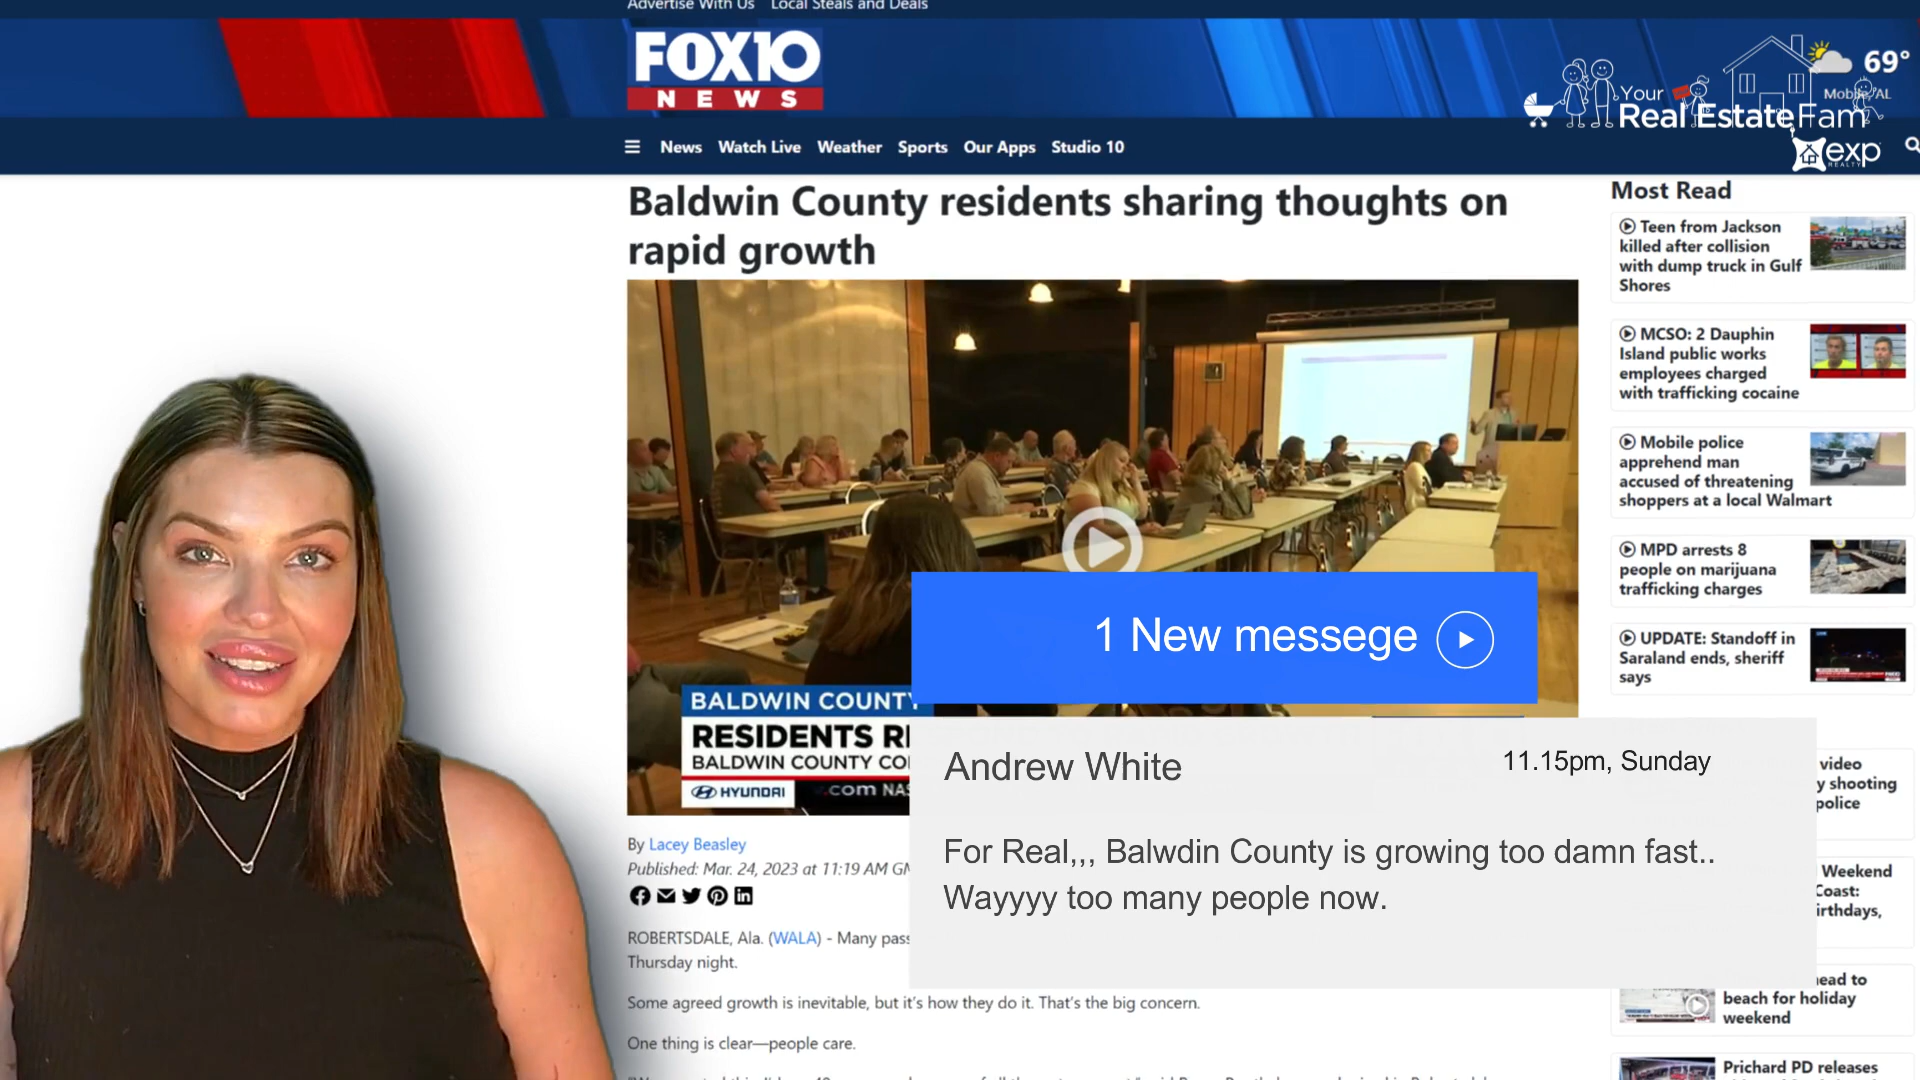 Advertise With Us Local Steals and Deals
FOX10
NEWS
69°
Mobile, AL
Your
Real Estate Fam
exp
REALTY
News Watch Live Weather Sports Our Apps Studio 10
Baldwin County residents sharing thoughts on
rapid growth
BALDWIN COUNTY
RESIDENTS R
BALDWIN COUNTY CO
HYUNDAI
.com NAS
1 New messege
Andrew White
11.15pm, Sunday
For Real,,, Balwdin County is growing too damn fast..
Wayyyy too many people now.
By Lacey Beasley
Published: Mar. 24, 2023 at 11:19 AM GM
ROBERTSDALE, Ala. (WALA) - Many pass
Thursday night.
Some agreed growth is inevitable, but it's how they do it. That's the big concern.
One thing is clear—people care.
Most Read
Teen from Jackson
killed after collision
with dump truck in Gulf
Shores
MCSO: 2 Dauphin
Island public works
employees charged
with trafficking cocaine
Mobile police
apprehend man
accused of threatening
shoppers at a local Walmart
MPD arrests 8
people on marijuana
trafficking charges
UPDATE: Standoff in
Saraland ends, sheriff
says
video
y shooting
police
Weekend
Coast:
irthdays,
ead to
beach for holiday
weekend
Prichard PD releases